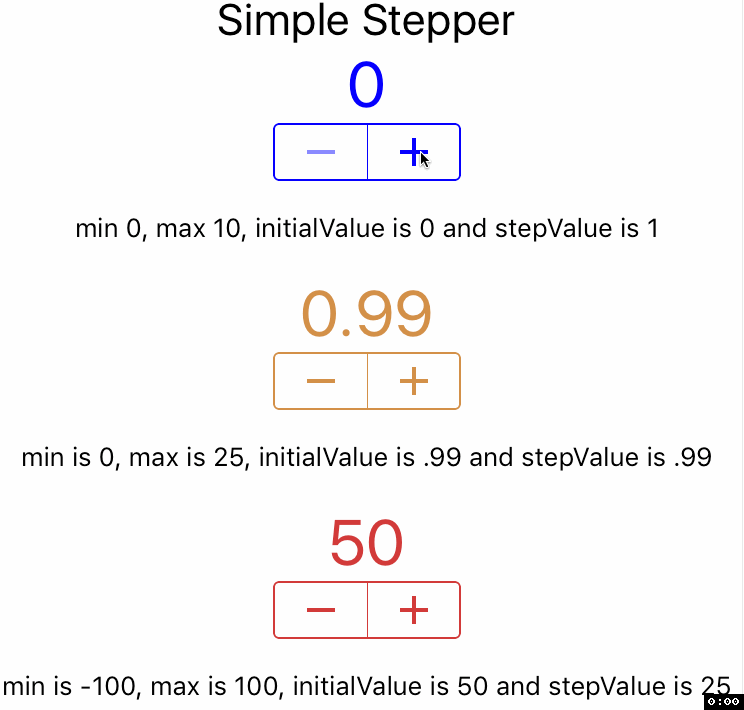 Simple Stepper
0
− +
min 0, max 10, initialValue is 0 and stepValue is 1
0.99
− +
min is 0, max is 25, initialValue is .99 and stepValue is .99
50
− +
min is -100, max is 100, initialValue is 50 and stepValue is 25
0:00